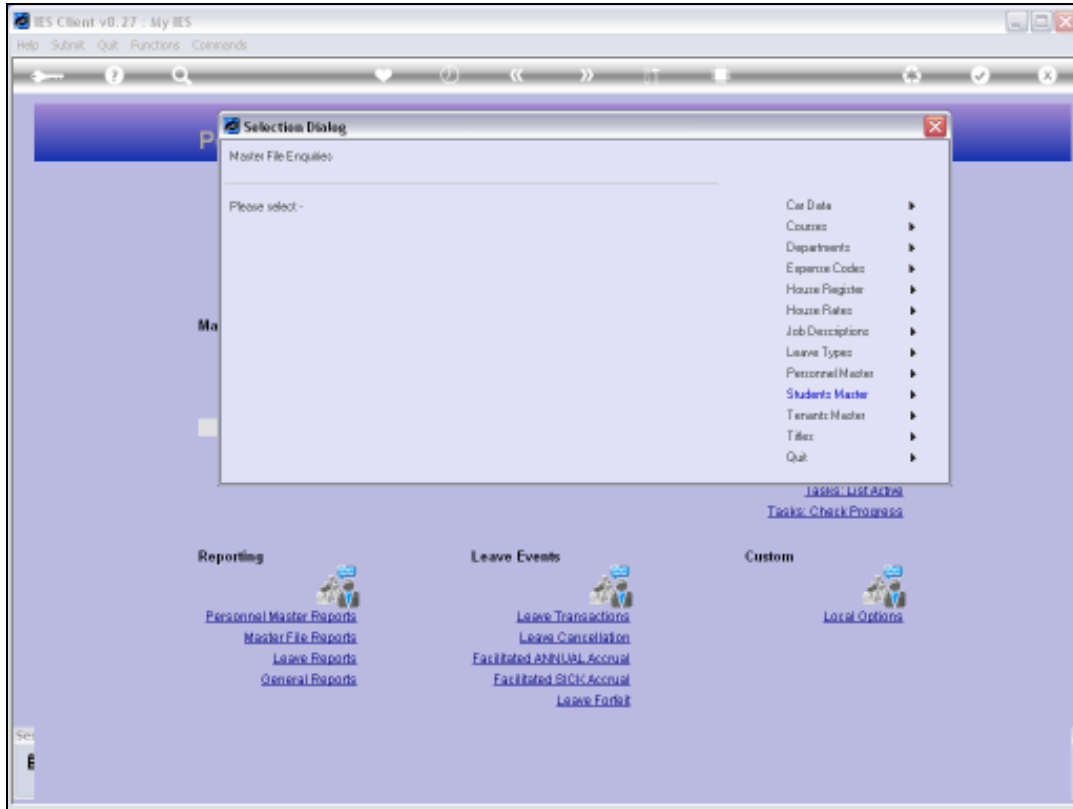 IES Client v8.27 : My IES
Help Submit Quit Functions Commands
Selection Dialog
Master File Enquiries
Please select -
Car Data
Courses
Departments
Expense Codes
House Register
House Rates
Job Descriptions
Leave Types
Personnel Master
Students Master
Tenants Master
Titles
Quit
P
Ma
Tasks: List Active
Tasks: Check Progress
Reporting
Personnel Master Reports
Master File Reports
Leave Reports
General Reports
Leave Events
Leave Transactions
Leave Cancellation
Facilitated ANNUAL Accrual
Facilitated SICK Accrual
Leave Forfeit
Custom
Local Options
Se